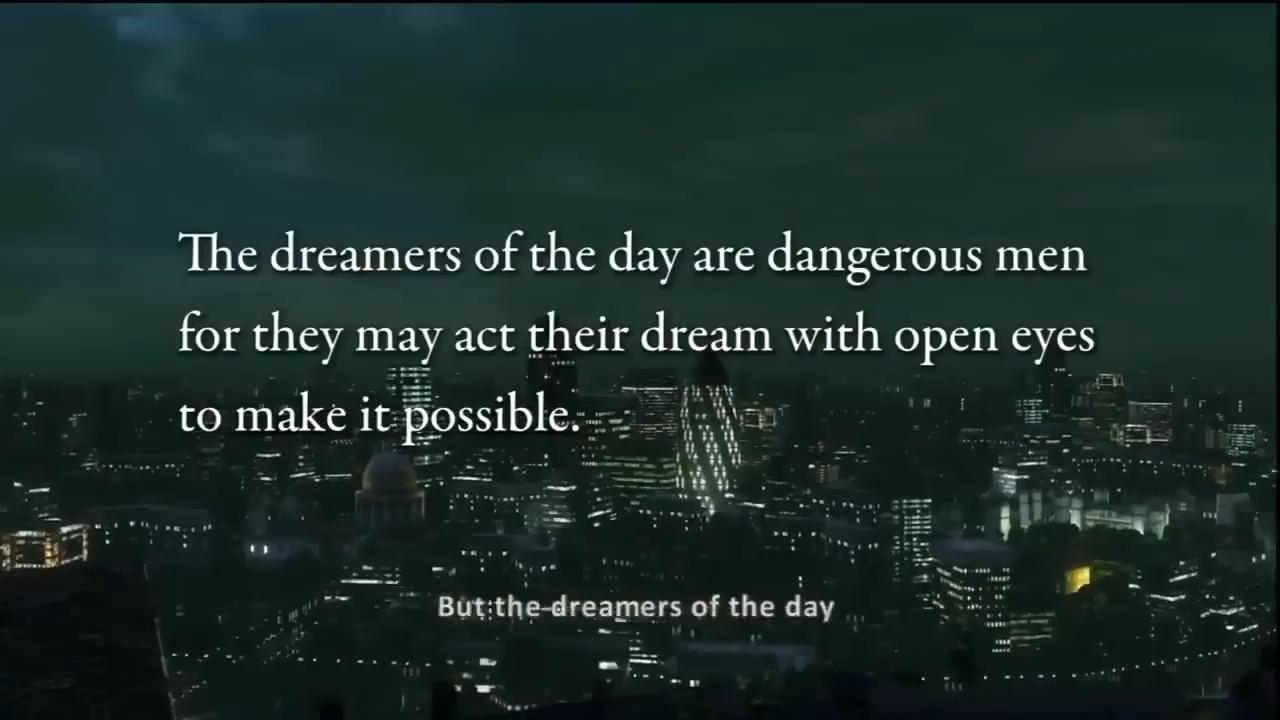 The dreamers of the day are dangerous men
for they may act their dream with open eyes
to make it possible.
But the dreamers of the day